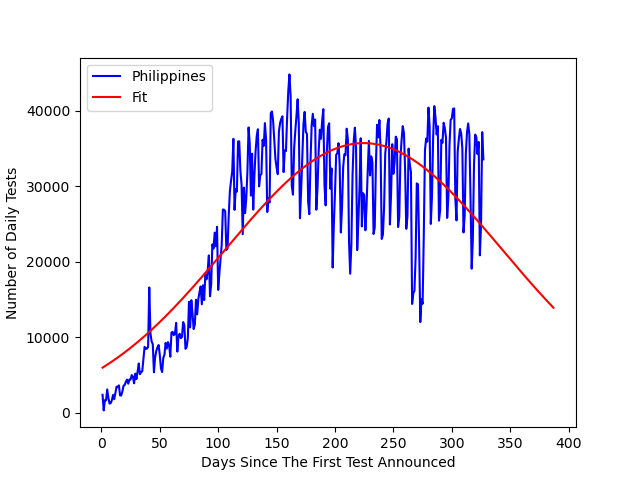 Philippines
Fit
40000
30000
20000
10000
0
Number of Daily Tests
0 50 100 150 200 250 300 350 400
Days Since The First Test Announced